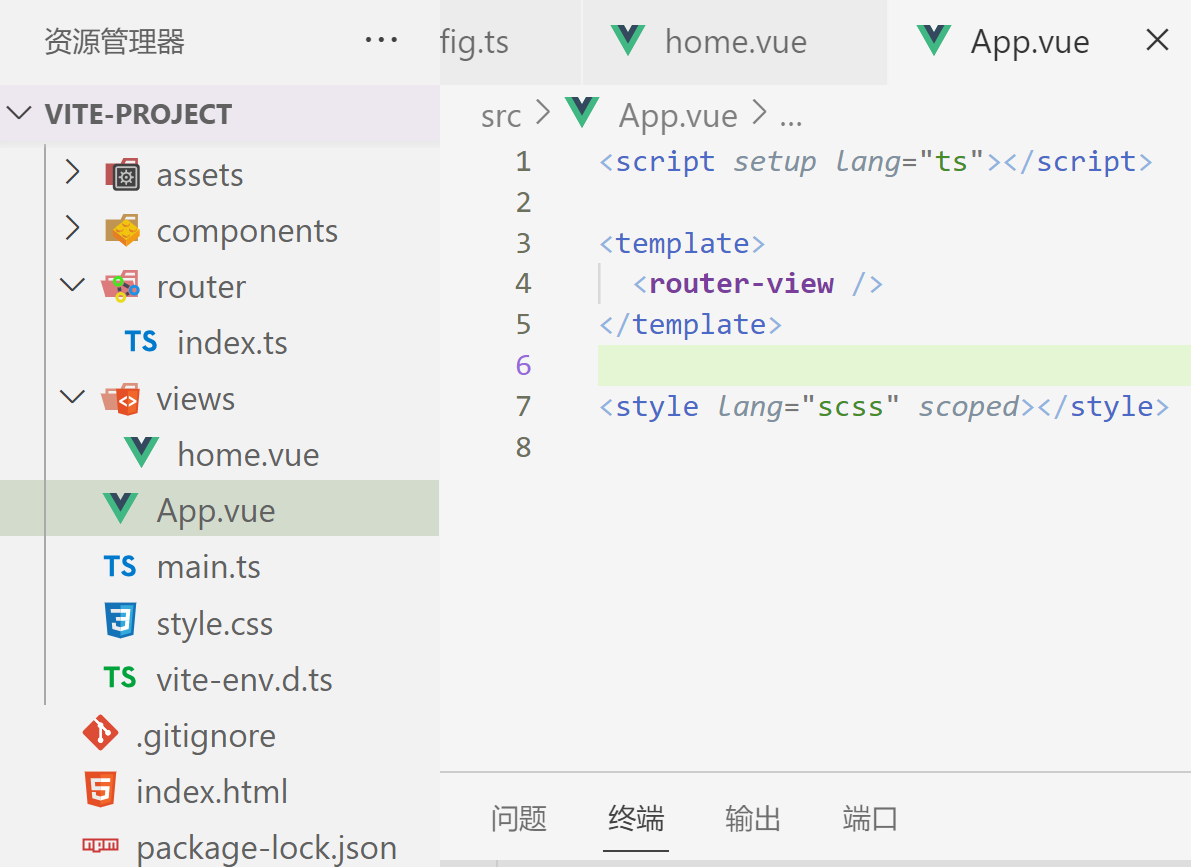 资源管理器 ...
VITE-PROJECT
assets
components
router
TS index.ts
views
home.vue
App.vue
TS main.ts
style.css
TS vite-env.d.ts
.gitignore
index.html
npm package-lock.json
fig.ts home.vue App.vue
src > App.vue > ...
1 <script setup lang="ts"></script>
2
3 <template>
4 <router-view />
5 </template>
6
7 <style lang="scss" scoped></style>
8
问题 终端 输出 端口